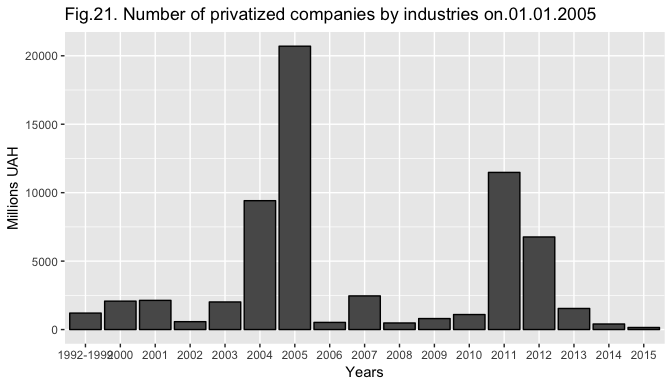 Fig.21. Number of privatized companies by industries on.01.01.2005
20000
15000
10000
5000
0
Millions UAH
1992-1999 2000 2001 2002 2003 2004 2005 2006 2007 2008 2009 2010 2011 2012 2013 2014 2015
Years